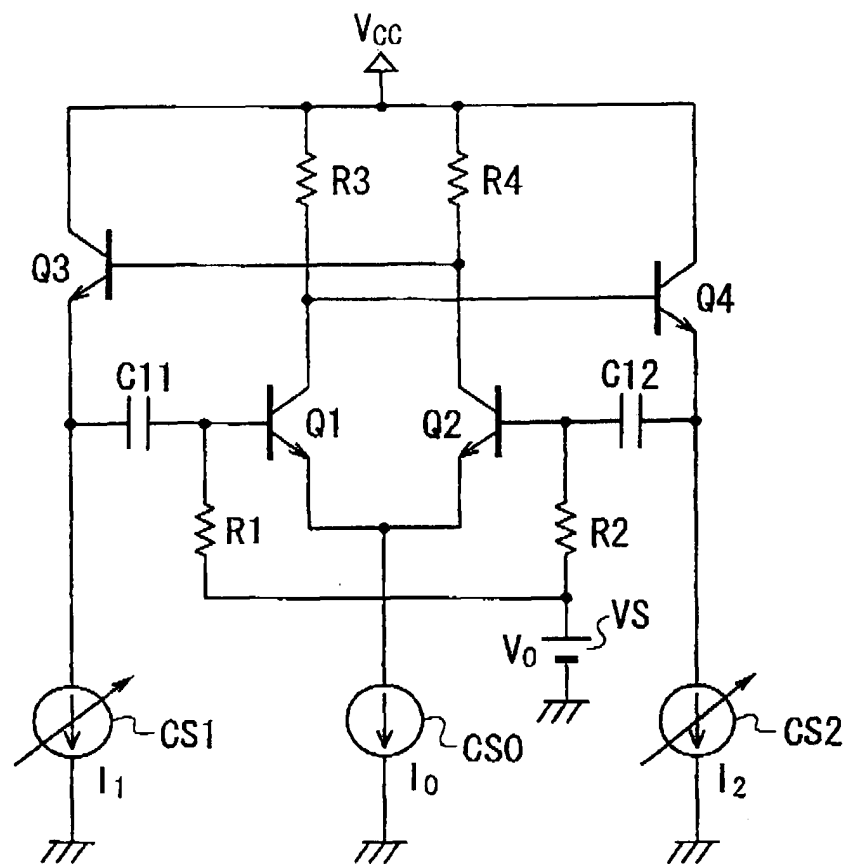 VCC
R3 R4
Q3 Q4
C11 C12
Q1 Q2
R1 R2
VS
V0
CS1 CS0 CS2
I1 I0 I2